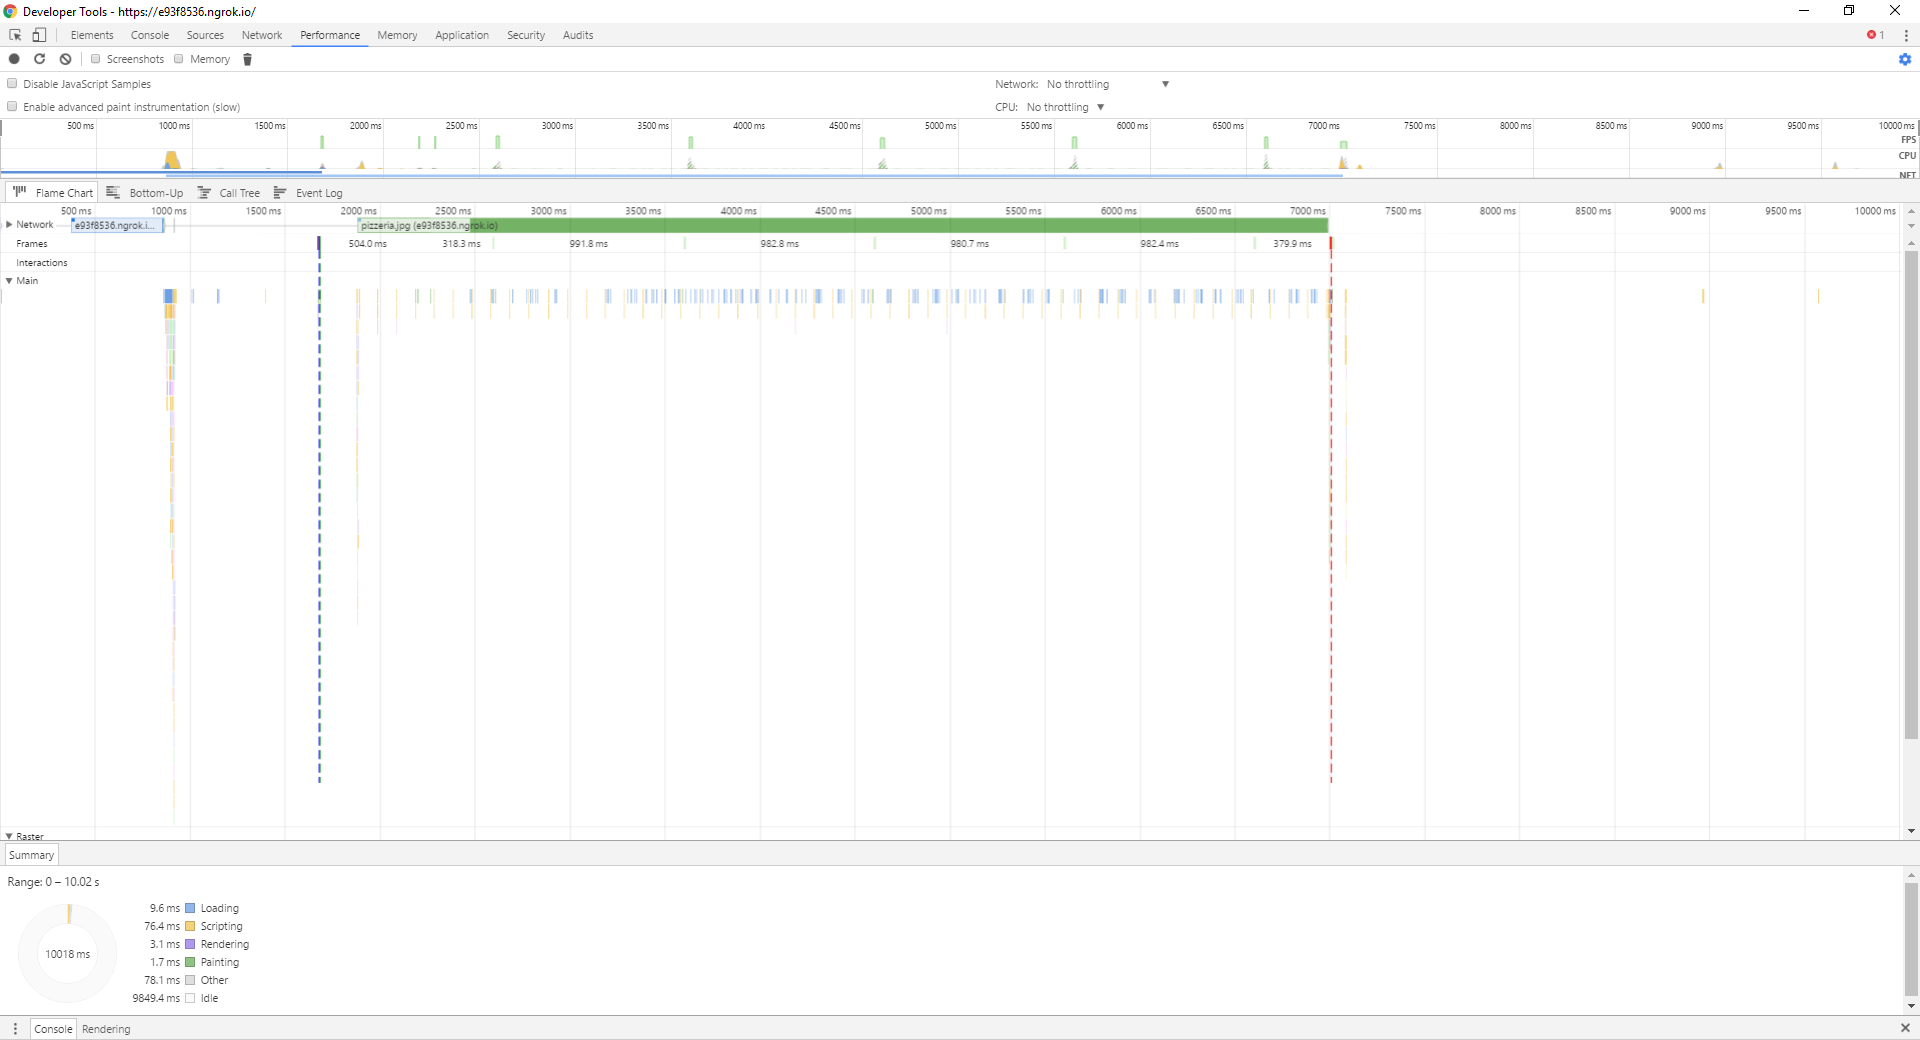 Developer Tools - https://e93f8536.ngrok.io/
Elements Console Sources Network Performance Memory Application Security Audits 1
Screenshots Memory
Disable JavaScript Samples Network: No throttling
Enable advanced paint instrumentation (slow) CPU: No throttling
500 ms 1000 ms 1500 ms 2000 ms 2500 ms 3000 ms 3500 ms 4000 ms 4500 ms 5000 ms 5500 ms 6000 ms 6500 ms 7000 ms 7500 ms 8000 ms 8500 ms 9000 ms 9500 ms 10000 ms
FPS
CPU
NET
Flame Chart Bottom-Up Call Tree Event Log
500 ms 1000 ms 1500 ms 2000 ms 2500 ms 3000 ms 3500 ms 4000 ms 4500 ms 5000 ms 5500 ms 6000 ms 6500 ms 7000 ms 7500 ms 8000 ms 8500 ms 9000 ms 9500 ms 10000 ms
Network e93f8536.ngrok.i... pizzeria.jpg (e93f8536.ngrok.io)
Frames 504.0 ms 318.3 ms 991.8 ms 982.8 ms 980.7 ms 982.4 ms 379.9 ms
Interactions
Main
Raster
Summary
Range: 0 – 10.02 s
10018 ms
9.6 ms Loading
76.4 ms Scripting
3.1 ms Rendering
1.7 ms Painting
78.1 ms Other
9849.4 ms Idle
Console Rendering